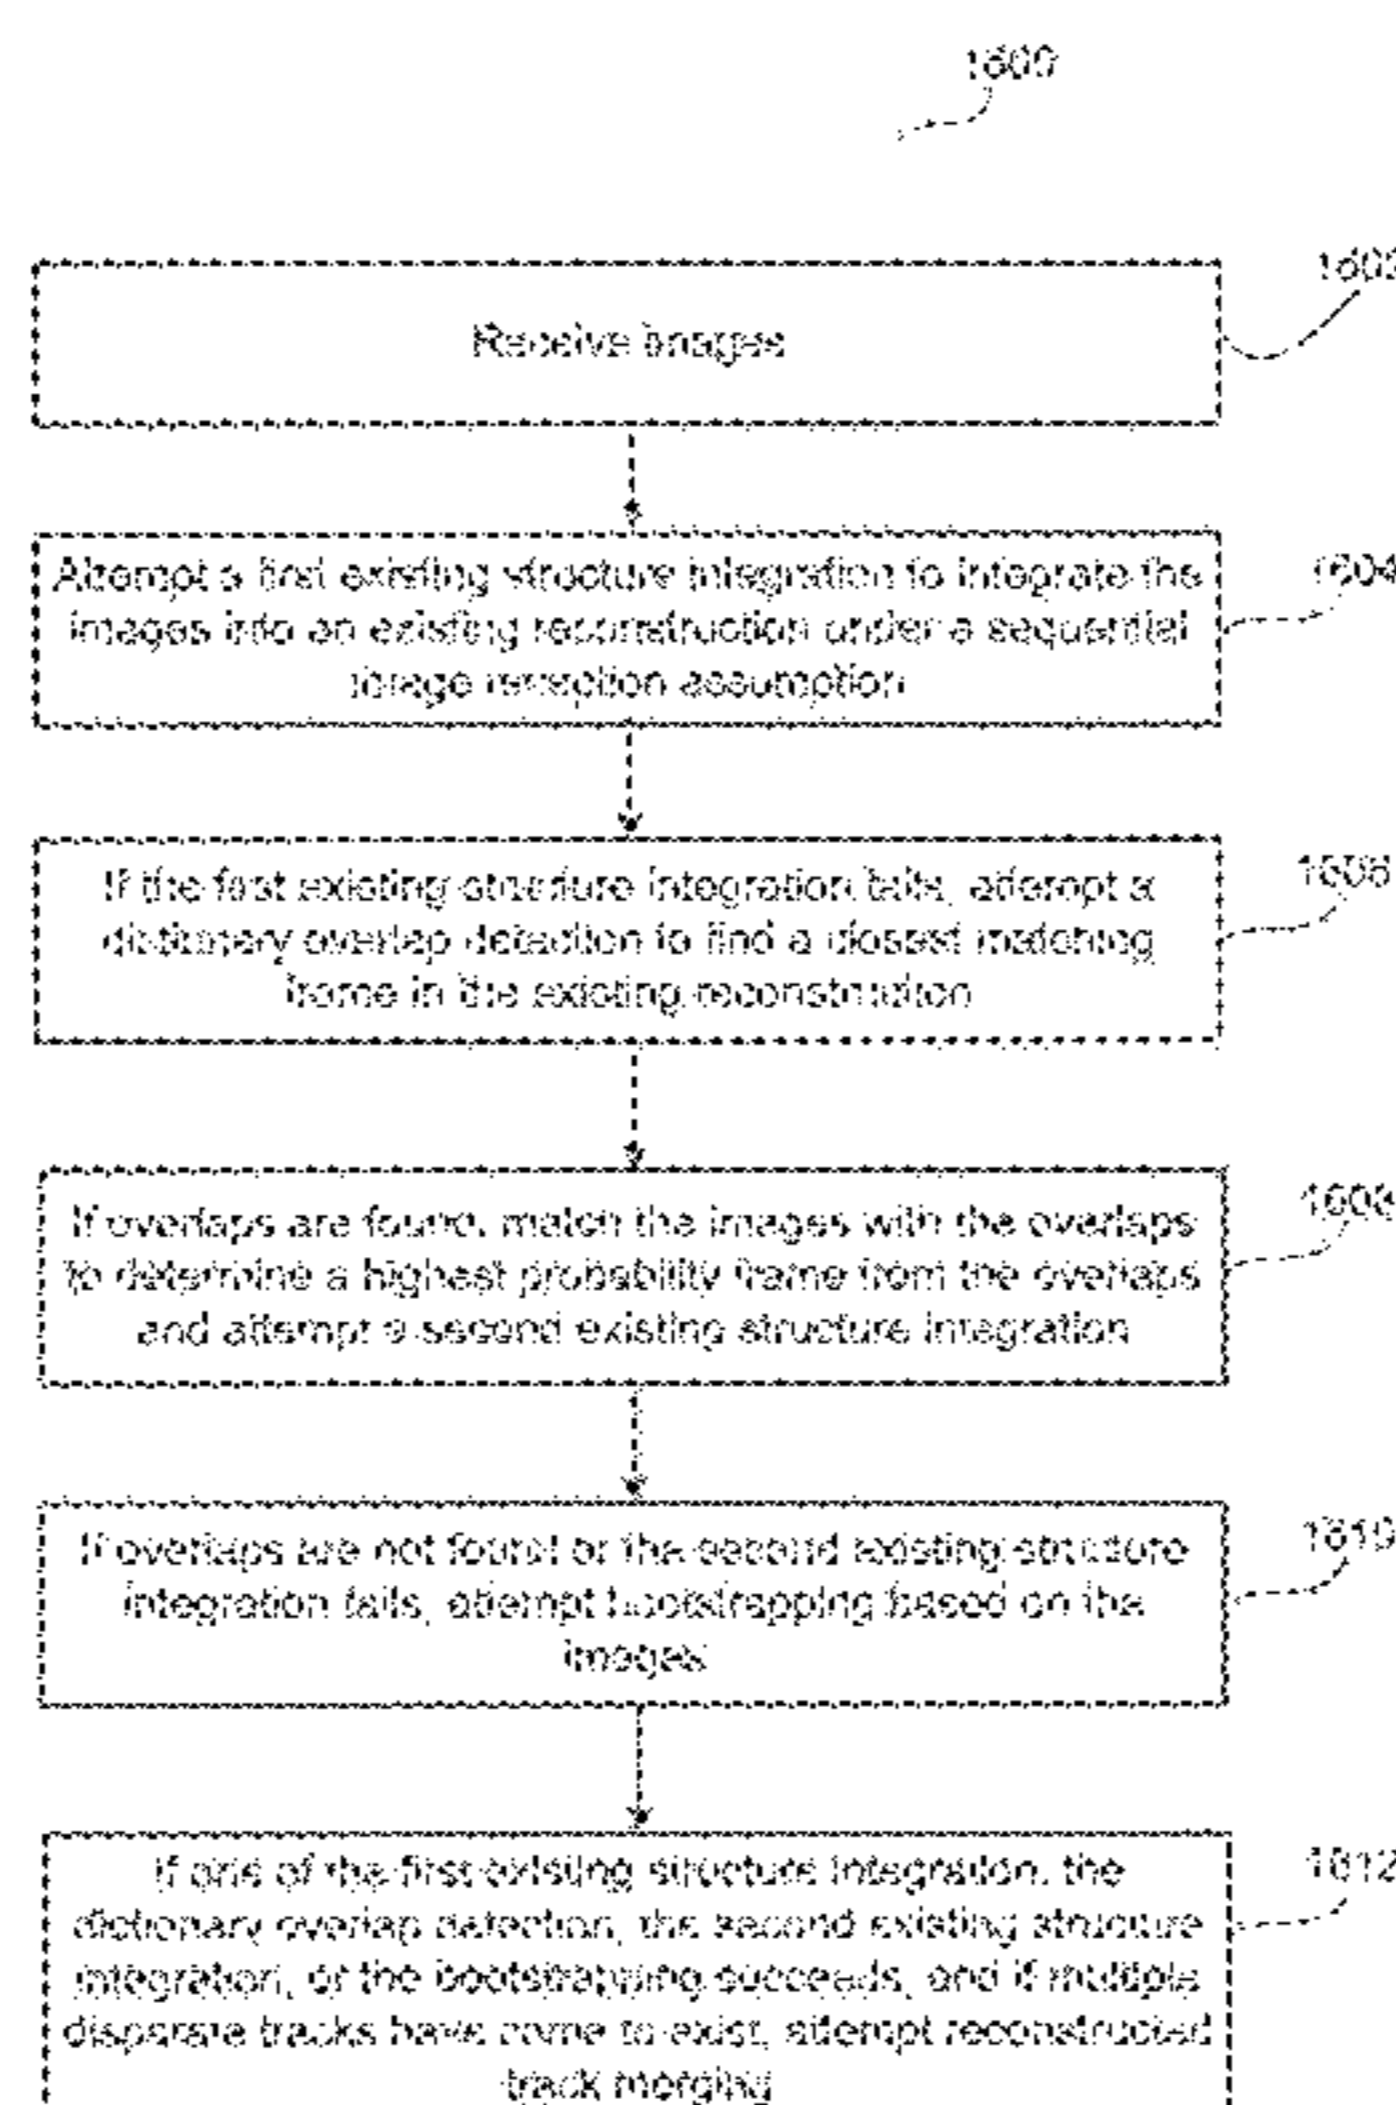 1600
1602
Receive images
Attempt a first existing structure integration to integrate the
images into an existing reconstruction under a sequential
image reception assumption
1604
If the first existing structure integration fails, attempt a
dictionary overlap detection to find a closest matching
frame in the existing reconstruction
1606
If overlaps are found, match the images with the overlaps
to determine a highest probability frame from the overlaps
and attempt a second existing structure integration
1608
If overlaps are not found or the second existing structure
integration fails, attempt bootstrapping based on the
images
1610
If one of the first existing structure integration, the
dictionary overlap detection, the second existing structure
integration, or the bootstrapping succeeds, and if multiple
disparate tracks have come to exist, attempt reconstructed
track merging
1612